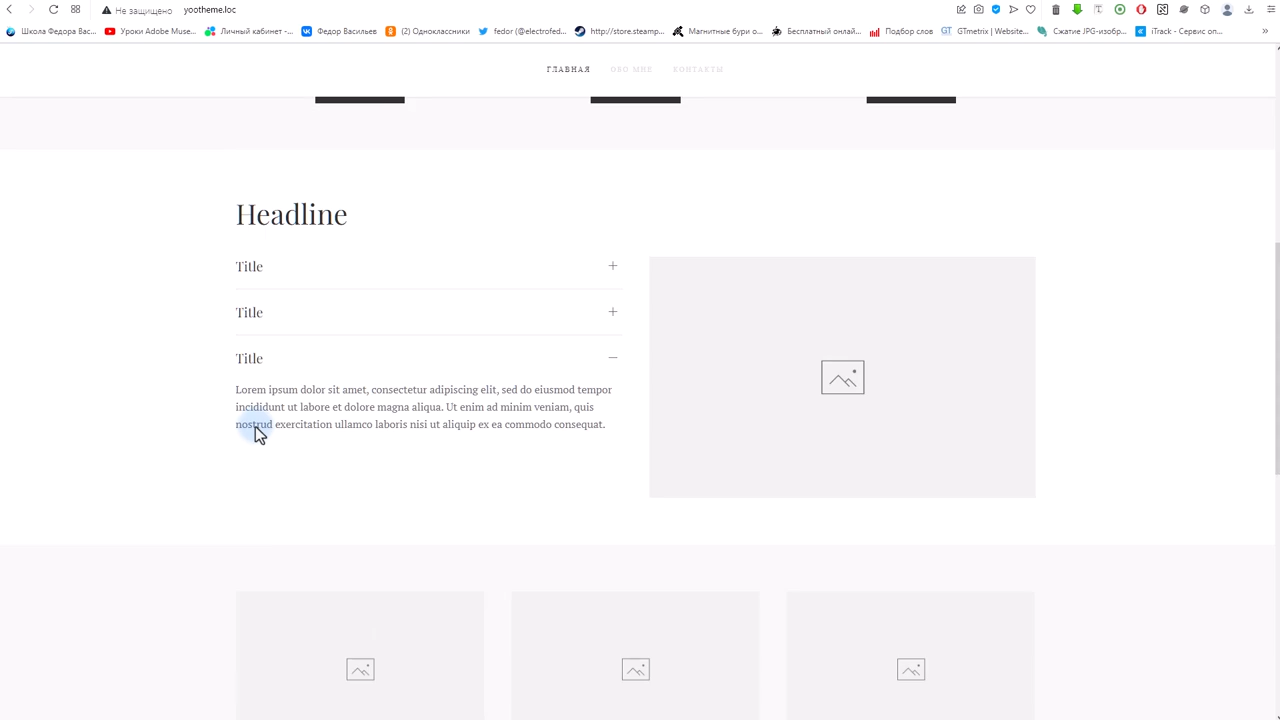 Не защищено yootheme.loc
Школа Федора Вас... Уроки Adobe Muse... Личный кабинет -... Федор Васильев (2) Одноклассники fedor (@electrofed... http://store.steamp... Магнитные бури о... Бесплатный онлай... Подбор слов GT GTmetrix | Website... Сжатие JPG-изобр... iTrack - Сервис оп... »
ГЛАВНАЯ ОБО МНЕ КОНТАКТЫ
Headline
Title
Title
Title
Lorem ipsum dolor sit amet, consectetur adipiscing elit, sed do eiusmod tempor
incididunt ut labore et dolore magna aliqua. Ut enim ad minim veniam, quis
nostrud exercitation ullamco laboris nisi ut aliquip ex ea commodo consequat.